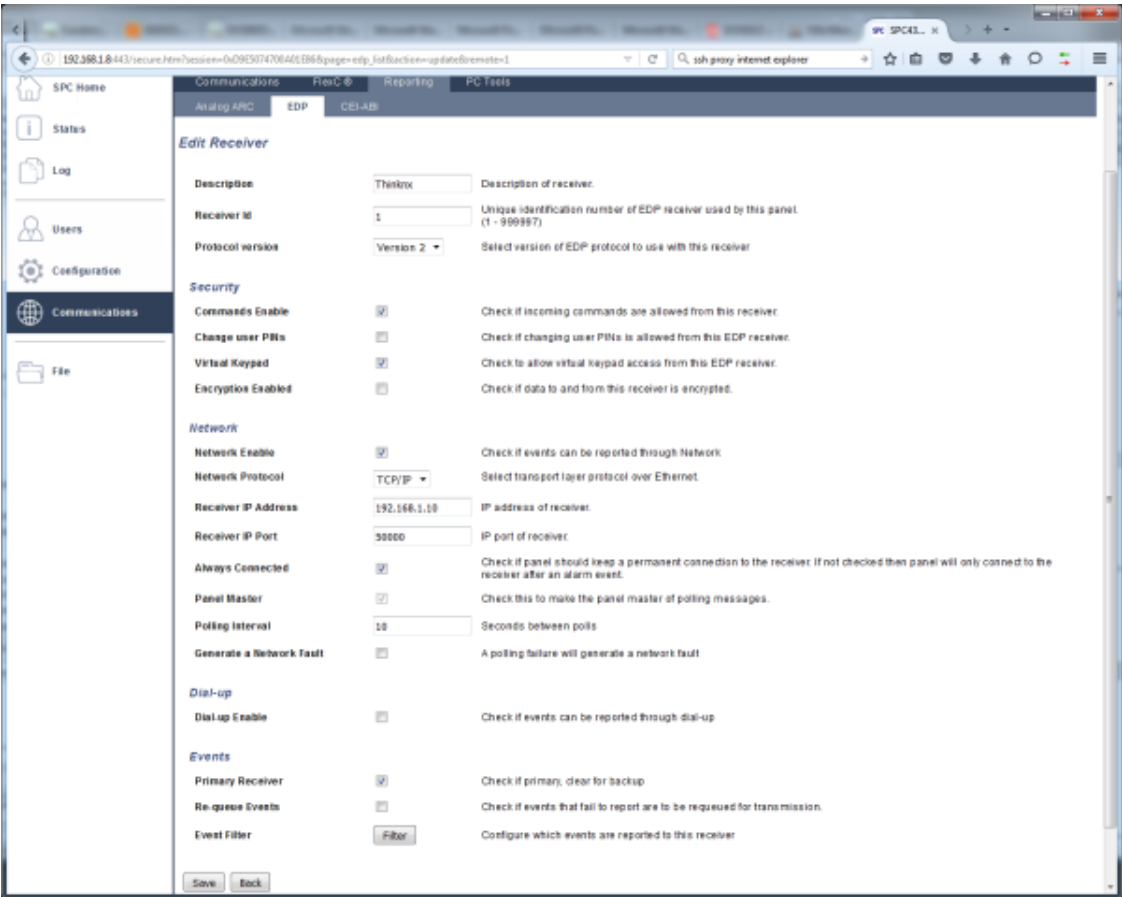 SPC41...
192.168.1.8:443/secure.htm?session=0x09E5074700A01E86&page=edp_list&action=update&remote=1
ssh proxy internet explorer
SPC Home
Communications FlexC ® Reporting PC Tools
Analog ARC EDP CEI-ABI
Status
Log
Users
Configuration
Communications
File
Edit Receiver
Description Thinknx Description of receiver.
Receiver Id 1 Unique identification number of EDP receiver used by this panel.
(1 - 999997)
Protocol version Version 2 Select version of EDP protocol to use with this receiver
Security
Commands Enable Check if incoming commands are allowed from this receiver.
Change user PINs Check if changing user PINs is allowed from this EDP receiver.
Virtual Keypad Check to allow virtual keypad access from this EDP receiver.
Encryption Enabled Check if data to and from this receiver is encrypted.
Network
Network Enable Check if events can be reported through Network
Network Protocol TCP/IP Select transport layer protocol over Ethernet.
Receiver IP Address 192.168.1.10 IP address of receiver.
Receiver IP Port 50000 IP port of receiver.
Always Connected Check if panel should keep a permanent connection to the receiver. If not checked then panel will only connect to the
receiver after an alarm event.
Panel Master Check this to make the panel master of polling messages.
Polling Interval 10 Seconds between polls
Generate a Network Fault A polling failure will generate a network fault
Dial-up
Dial-up Enable Check if events can be reported through dial-up
Events
Primary Receiver Check if primary, clear for backup
Re-queue Events Check if events that fail to report are to be requeued for transmission.
Event Filter Filter Configure which events are reported to this receiver
Save Back